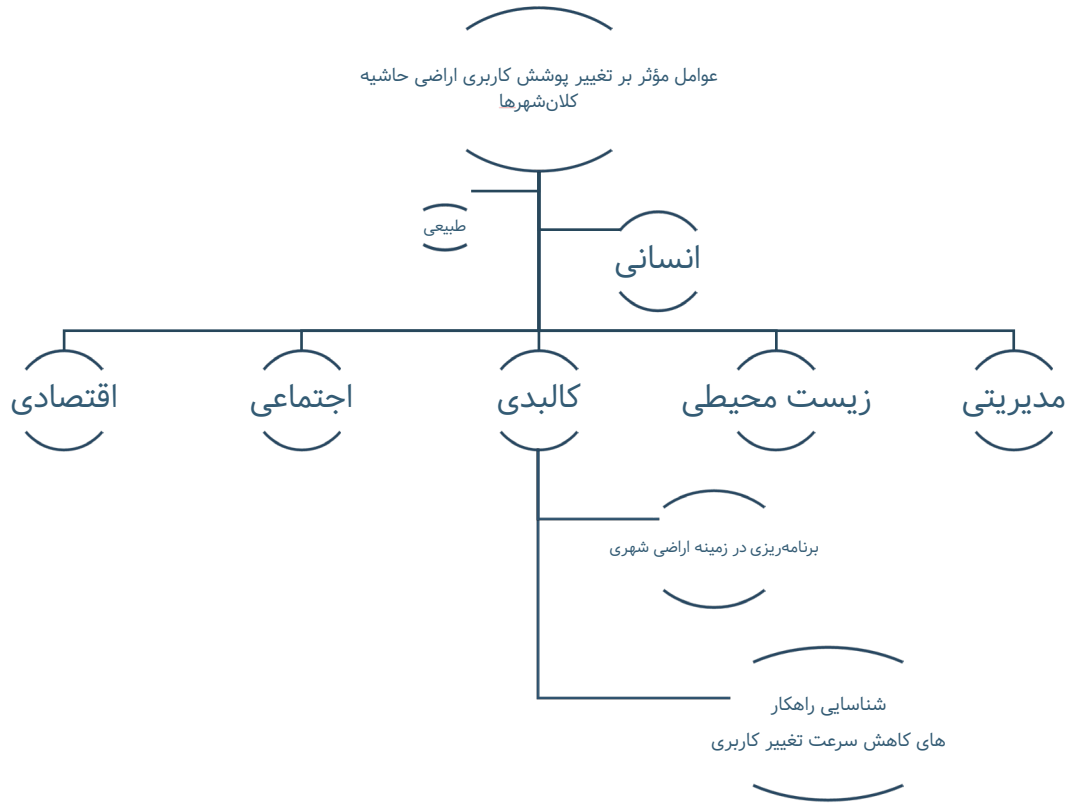 عوامل مؤثر بر تغییر پوشش کاربری اراضی حاشیه
کلان‌شهرها
طبیعی
انسانی
مدیریتی
زیست محیطی
کالبدی
اجتماعی
اقتصادی
برنامه‌ریزی در زمینه اراضی شهری
شناسایی راهکار
های کاهش سرعت تغییر کاربری